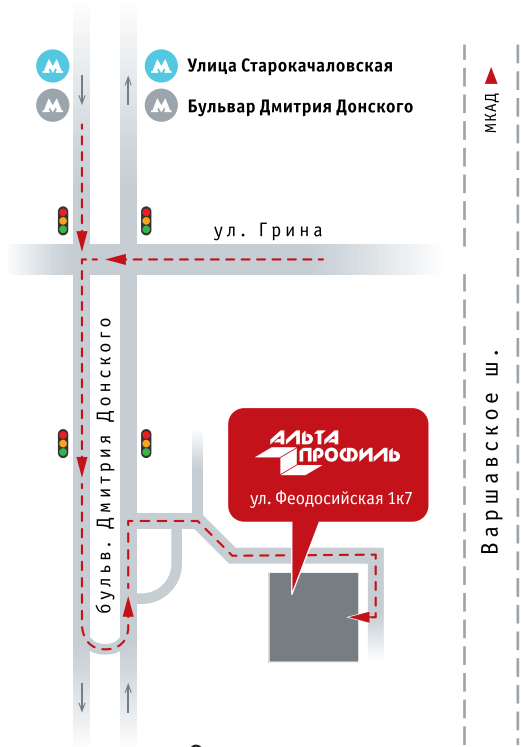 М М Улица Старокачаловская
М М Бульвар Дмитрия Донского
МКАД
ул. Грина
бульв. Дмитрия Донского
Варшавское ш.
АЛЬТА
ПРОФИЛЬ
ул. Феодосийская 1к7